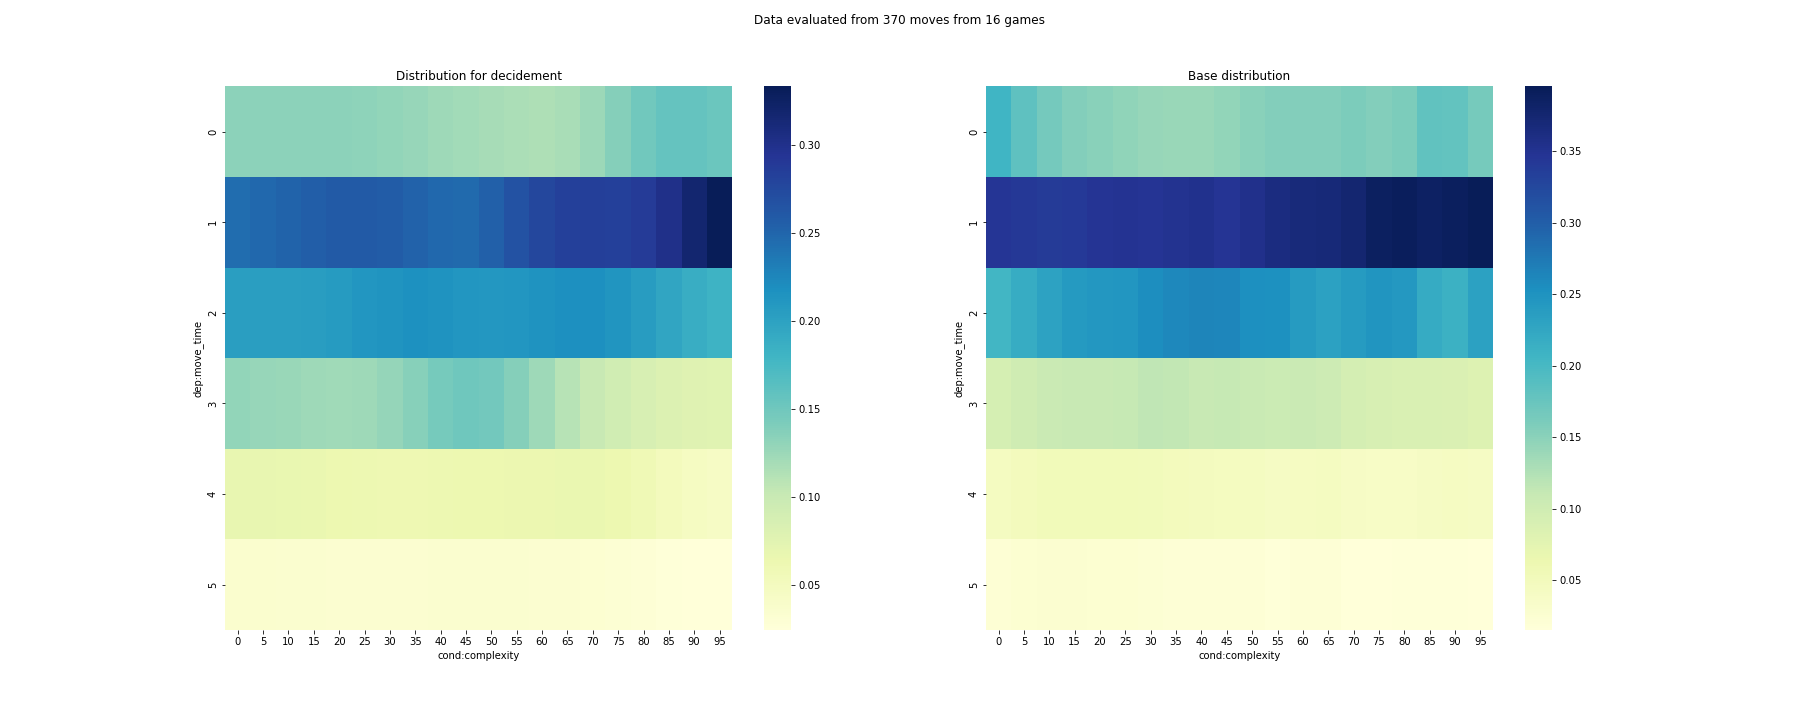 Data evaluated from 370 moves from 16 games
Distribution for decidement
dep:move_time
0
1
2
3
4
5
0 5 10 15 20 25 30 35 40 45 50 55 60 65 70 75 80 85 90 95
cond:complexity
0.30
0.25
0.20
0.15
0.10
0.05
Base distribution
dep:move_time
0
1
2
3
4
5
0 5 10 15 20 25 30 35 40 45 50 55 60 65 70 75 80 85 90 95
cond:complexity
0.35
0.30
0.25
0.20
0.15
0.10
0.05